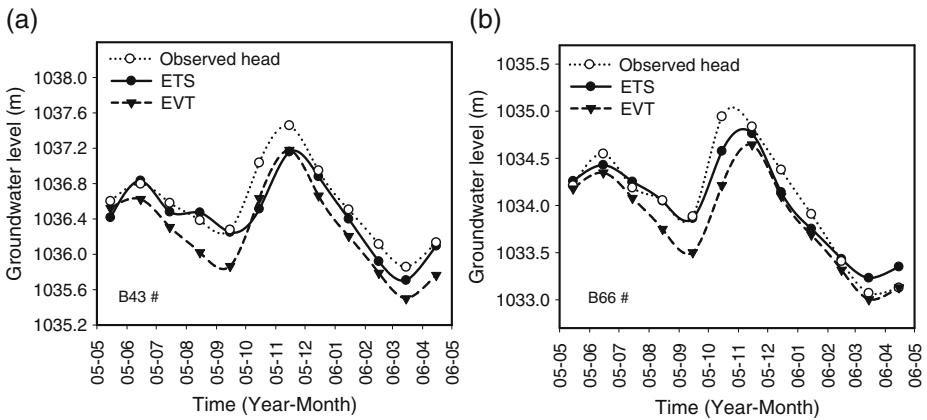 (a)
Observed head
ETS
EVT
Groundwater level (m)
1038.0
1037.6
1037.2
1036.8
1036.4
1036.0
1035.6
1035.2
B43 #
05-05
05-06
05-07
05-08
05-09
05-10
05-11
05-12
06-01
06-02
06-03
06-04
06-05
Time (Year-Month)
(b)
Observed head
ETS
EVT
Groundwater level (m)
1035.5
1035.0
1034.5
1034.0
1033.5
1033.0
B66 #
05-05
05-06
05-07
05-08
05-09
05-10
05-11
05-12
06-01
06-02
06-03
06-04
06-05
Time (Year-Month)